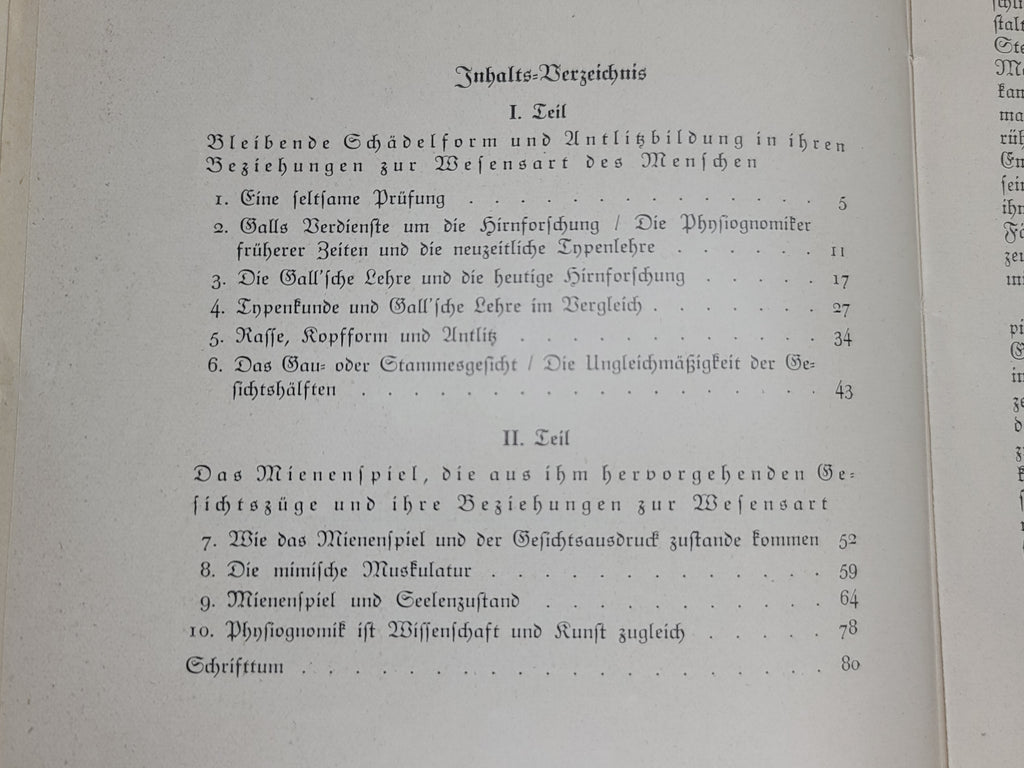 Inhalts-Verzeichnis
I. Teil
Bleibende Schädelform und Antlitzbildung in ihren
Beziehungen zur Wesensart des Menschen
1. Eine seltsame Prüfung . . . . . . . . . . . . . . 5
2. Galls Verdienste um die Hirnforschung / Die Physiognomiker
früherer Zeiten und die neuzeitliche Typenlehre . . . . . . 11
3. Die Gall'sche Lehre und die heutige Hirnforschung . . . . . 17
4. Typenkunde und Gall'sche Lehre im Vergleich . . . . . . . 27
5. Rasse, Kopfform und Antlitz . . . . . . . . . . . . 34
6. Das Gau- oder Stammesgesicht / Die Ungleichmäßigkeit der Ge-
sichtshälften . . . . . . . . . . . . . . . . . 43
II. Teil
Das Mienenspiel, die aus ihm hervorgehenden Ge-
sichtszüge und ihre Beziehungen zur Wesensart
7. Wie das Mienenspiel und der Gesichtsausdruck zustande kommen 52
8. Die mimische Muskulatur . . . . . . . . . . . . . 59
9. Mienenspiel und Seelenzustand . . . . . . . . . . . 64
10. Physiognomik ist Wissenschaft und Kunst zugleich . . . . . 78
Schrifttum . . . . . . . . . . . . . . . . . . . . 80